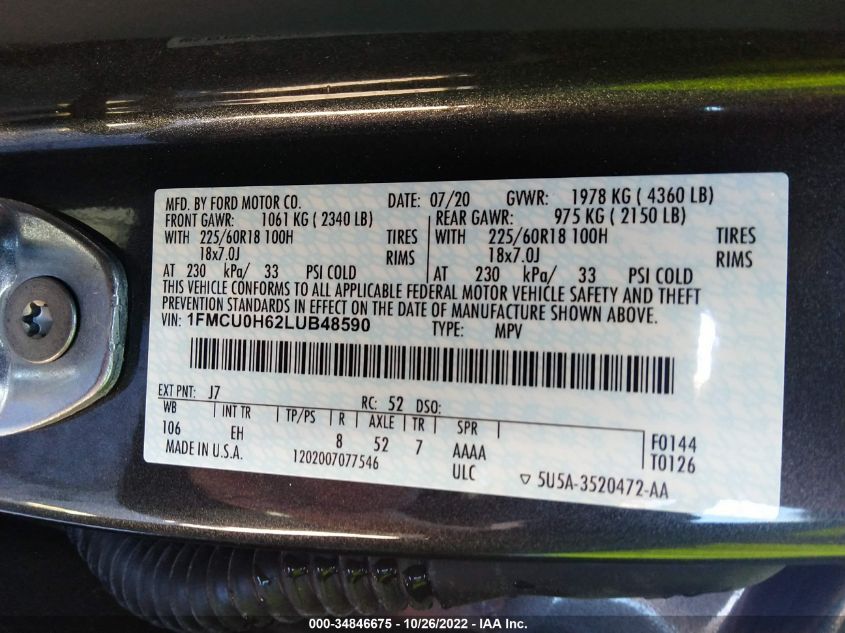 MFD. BY FORD MOTOR CO. DATE: 07/20 GVWR: 1978 KG ( 4360 LB)
FRONT GAWR: 1061 KG ( 2340 LB) REAR GAWR: 975 KG ( 2150 LB)
WITH 225/60R18 100H TIRES WITH 225/60R18 100H TIRES
18x7.0J RIMS 18x7.0J RIMS
AT 230 kPa/ 33 PSI COLD AT 230 kPa/ 33 PSI COLD
THIS VEHICLE CONFORMS TO ALL APPLICABLE FEDERAL MOTOR VEHICLE SAFETY AND THEFT
PREVENTION STANDARDS IN EFFECT ON THE DATE OF MANUFACTURE SHOWN ABOVE.
VIN: 1FMCU0H62LUB48590 TYPE: MPV
EXT PNT: J7 RC: 52 DSO:
WB INT TR TP/PS R AXLE TR SPR
106 EH 8 52 7 AAAA F0144
MADE IN U.S.A. 1202007077546 ULC T0126
▽ 5U5A-3520472-AA
000-34846675 - 10/26/2022 - IAA Inc.